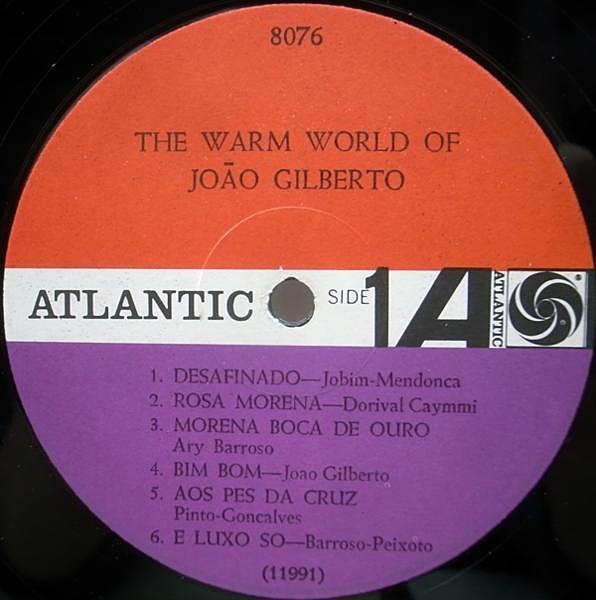 8076
THE WARM WORLD OF
JOÃO GILBERTO
ATLANTIC
SIDE 1
A
ATLANTIC
®
1. DESAFINADO—Jobim-Mendonca
2. ROSA MORENA—Dorival Caymmi
3. MORENA BOCA DE OURO
Ary Barroso
4. BIM BOM—Joao Gilberto
5. AOS PES DA CRUZ
Pinto-Goncalves
6. E LUXO SO—Barroso-Peixoto
(11991)